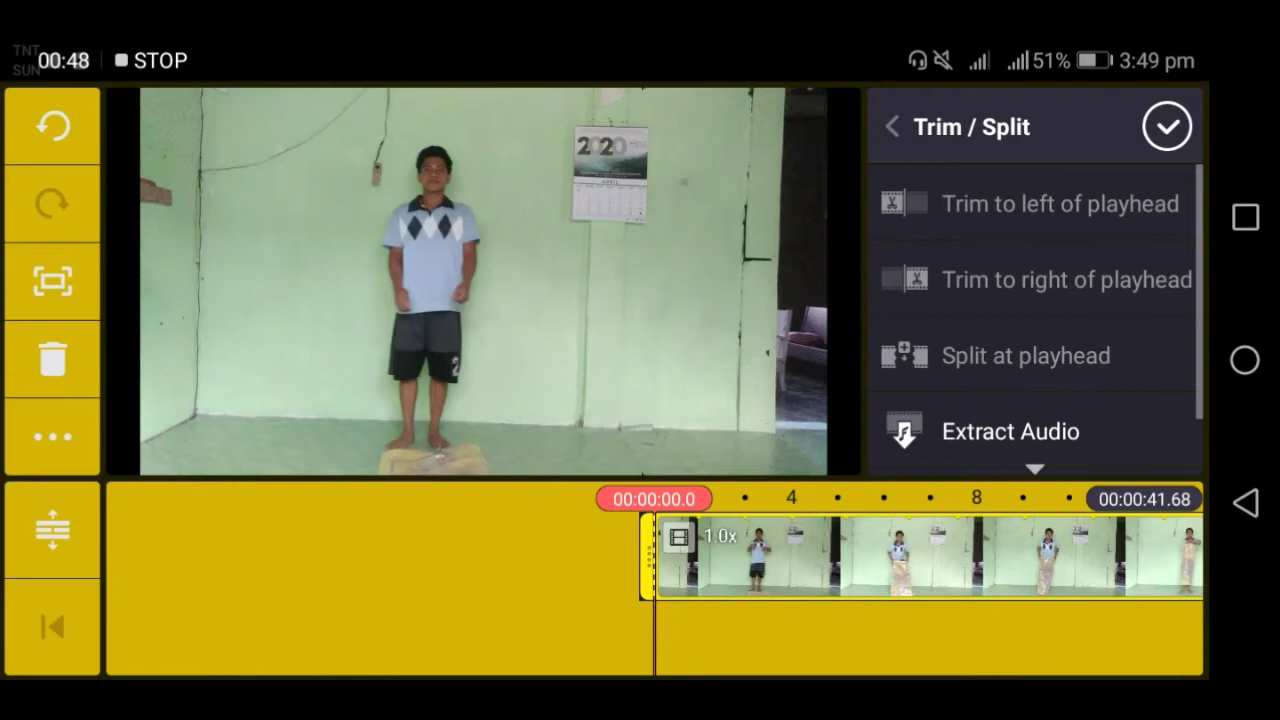 TNT
SUN
00:48 STOP
51% 3:49 pm
2020
APRIL
Trim / Split
Trim to left of playhead
Trim to right of playhead
Split at playhead
Extract Audio
00:00:00.0
4
8
00:00:41.68
1.0x
2